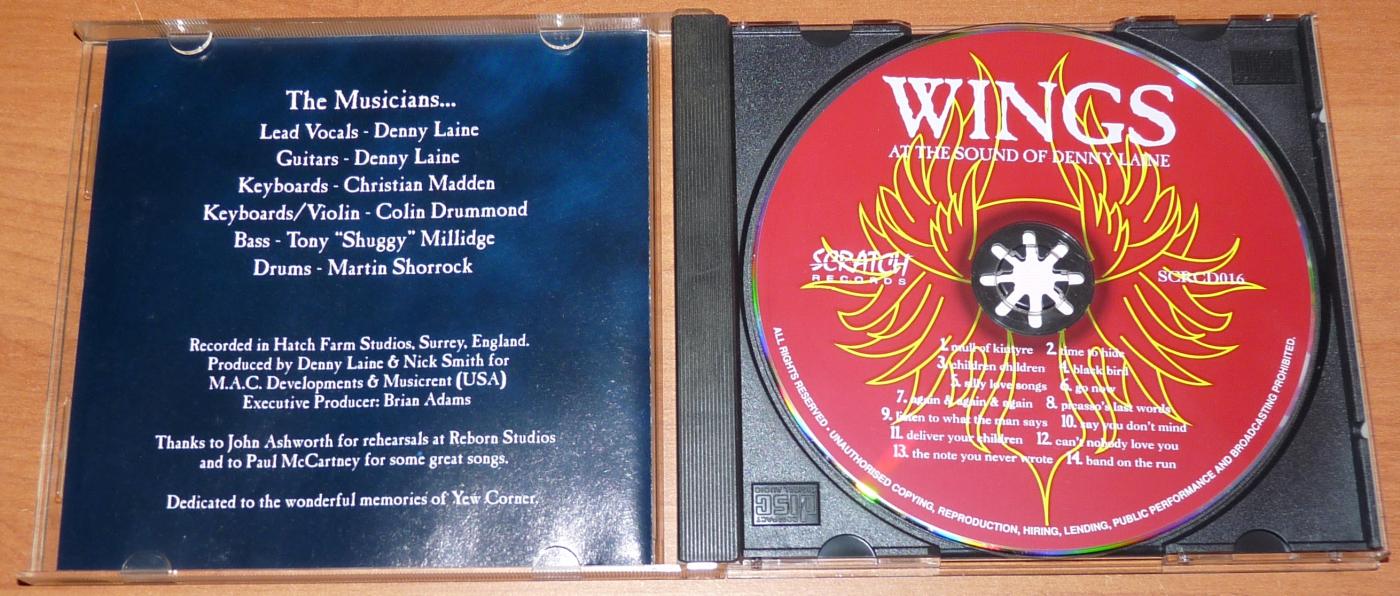 The Musicians...
Lead Vocals - Denny Laine
Guitars - Denny Laine
Keyboards - Christian Madden
Keyboards/Violin - Colin Drummond
Bass - Tony “Shuggy” Millidge
Drums - Martin Shorrock
Recorded in Hatch Farm Studios, Surrey, England.
Produced by Denny Laine & Nick Smith for
M.A.C. Developments & Musicrent (USA)
Executive Producer: Brian Adams
Thanks to John Ashworth for rehearsals at Reborn Studios
and to Paul McCartney for some great songs.
Dedicated to the wonderful memories of Yew Corner.
WINGS
AT THE SOUND OF DENNY LAINE
SCRATCH
RECORDS
SCRCD016
1. mull of kintyre 2. time to hide
3. children children 4. black bird
5. silly love songs 6. go now
7. again & again & again 8. picasso's last words
9. listen to what the man says 10. say you don't mind
11. deliver your children 12. can't nobody love you
13. the note you never wrote 14. band on the run
ALL RIGHTS RESERVED - UNAUTHORISED COPYING, REPRODUCTION, HIRING, LENDING, PUBLIC PERFORMANCE AND BROADCASTING PROHIBITED.
COMPACT
disc
DIGITAL AUDIO